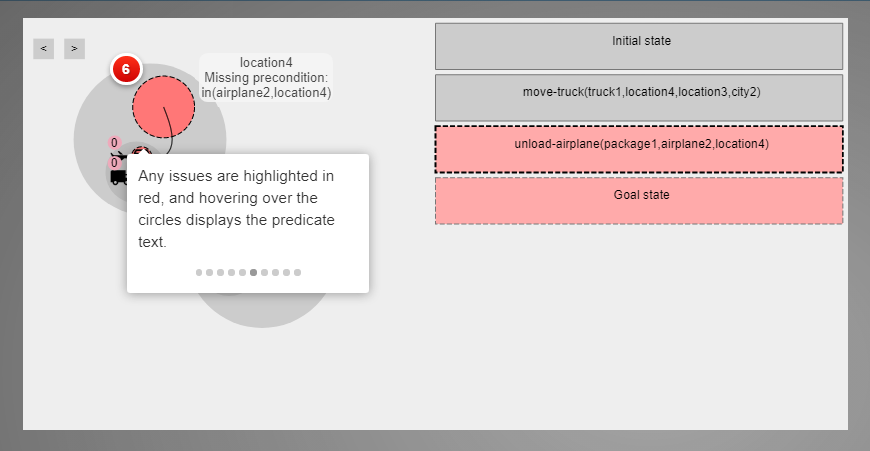 < >
6
location4
Missing precondition:
in(airplane2,location4)
0
0
Any issues are highlighted in
red, and hovering over the
circles displays the predicate
text.
Initial state
move-truck(truck1,location4,location3,city2)
unload-airplane(package1,airplane2,location4)
Goal state